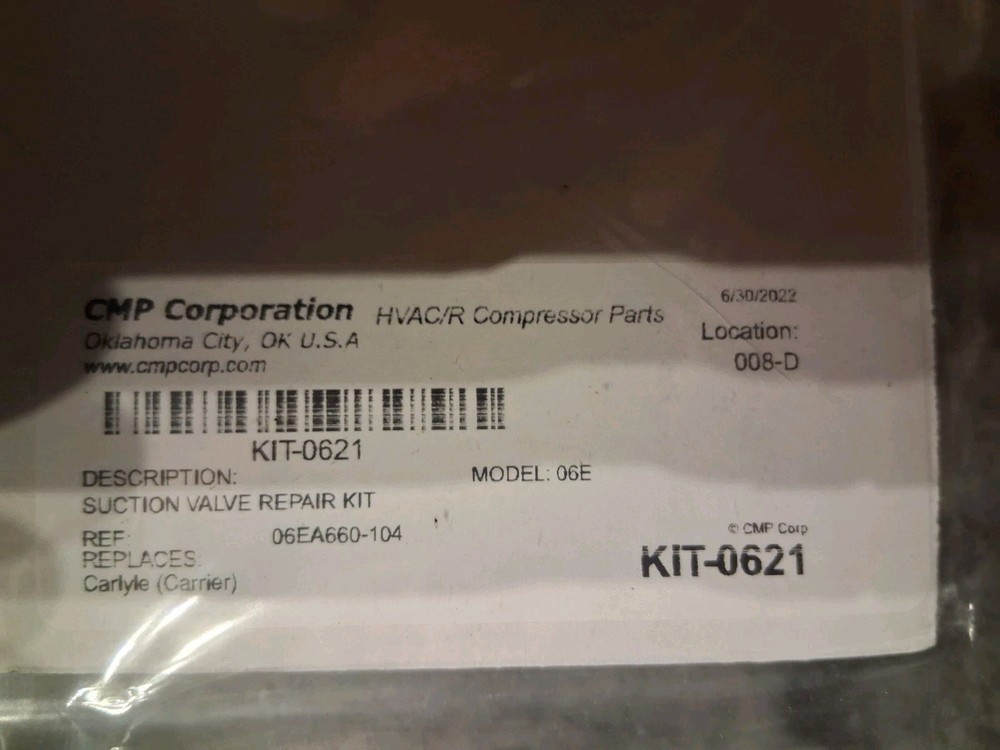 CMP Corporation HVAC/R Compressor Parts
Oklahoma City, OK U.S.A
www.cmpcorp.com
6/30/2022
Location:
008-D
KIT-0621
DESCRIPTION:
MODEL: 06E
SUCTION VALVE REPAIR KIT
REF: 06EA660-104
REPLACES:
Carlyle (Carrier)
© CMP Corp
KIT-0621